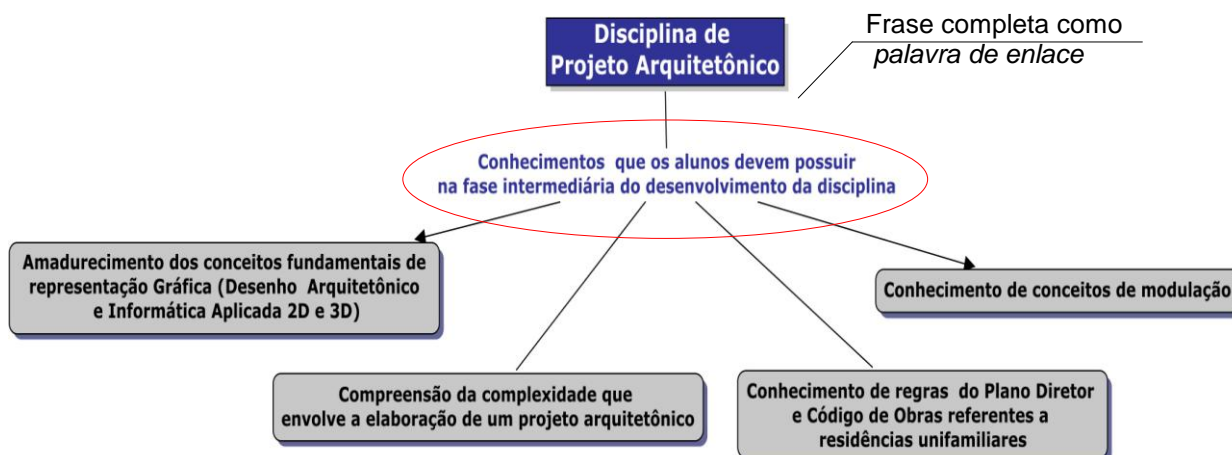 Disciplina de
Projeto Arquitetônico
Frase completa como
palavra de enlace
Conhecimentos que os alunos devem possuir
na fase intermediária do desenvolvimento da disciplina
Amadurecimento dos conceitos fundamentais de
representação Gráfica (Desenho Arquitetônico
e Informática Aplicada 2D e 3D)
Conhecimento de conceitos de modulação
Compreensão da complexidade que
envolve a elaboração de um projeto arquitetônico
Conhecimento de regras do Plano Diretor
e Código de Obras referentes a
residências unifamiliares